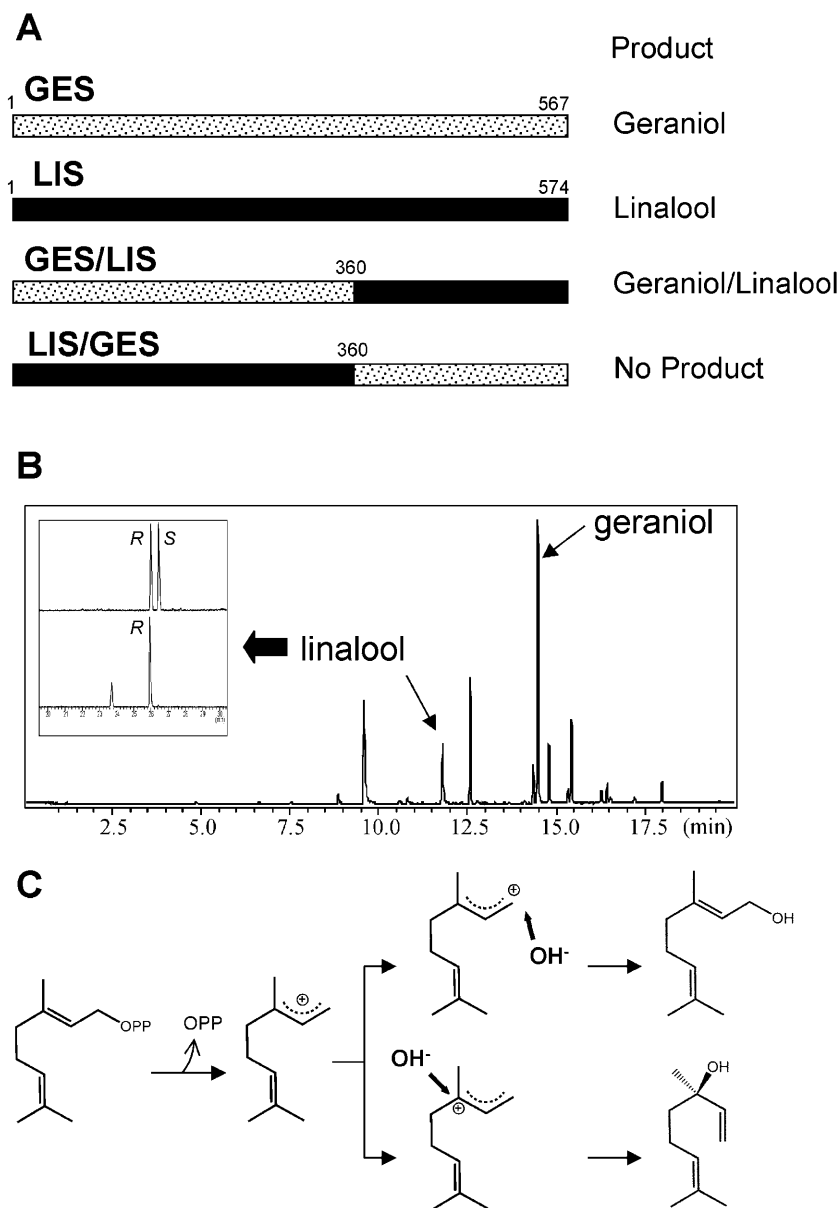 A
Product
GES
1 567
Geraniol
LIS
1 574
Linalool
GES/LIS
360
Geraniol/Linalool
LIS/GES
360
No Product
B
geraniol
R S
R
linalool
2.5 5.0 7.5 10.0 12.5 15.0 17.5 (min)
C
OH
OH-
OPP
OPP
OH-
OH